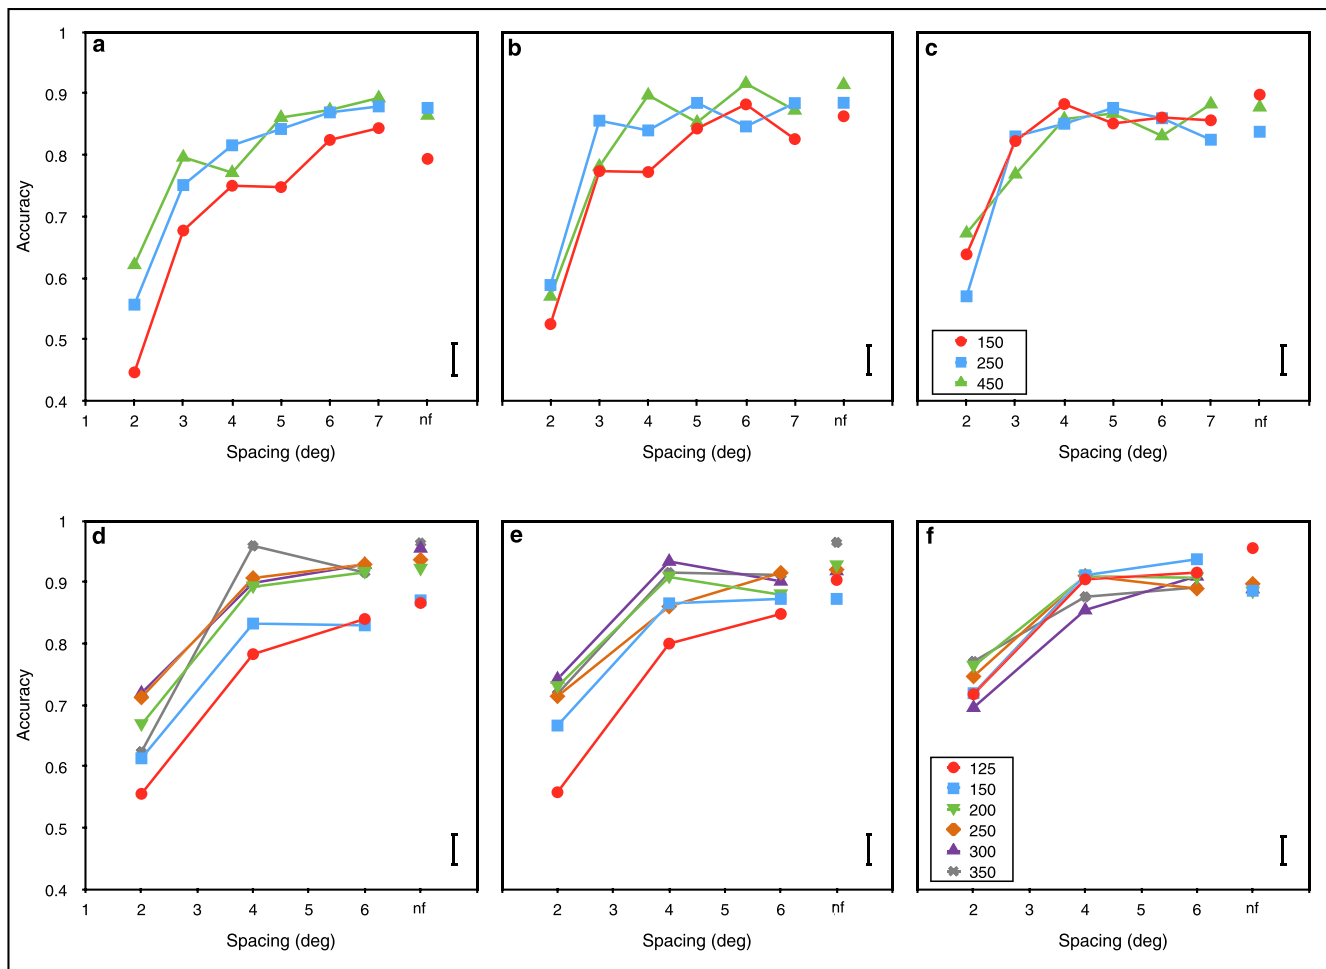 a
b
c
1
0.9
0.8
0.7
0.6
0.5
0.4
Accuracy
150
250
450
1 2 3 4 5 6 7 nf
2 3 4 5 6 7 nf
2 3 4 5 6 7 nf
Spacing (deg)
Spacing (deg)
Spacing (deg)
d
e
f
1
0.9
0.8
0.7
0.6
0.5
0.4
Accuracy
125
150
200
250
300
350
1 2 3 4 5 6 nf
2 3 4 5 6 nf
2 3 4 5 6 nf
Spacing (deg)
Spacing (deg)
Spacing (deg)